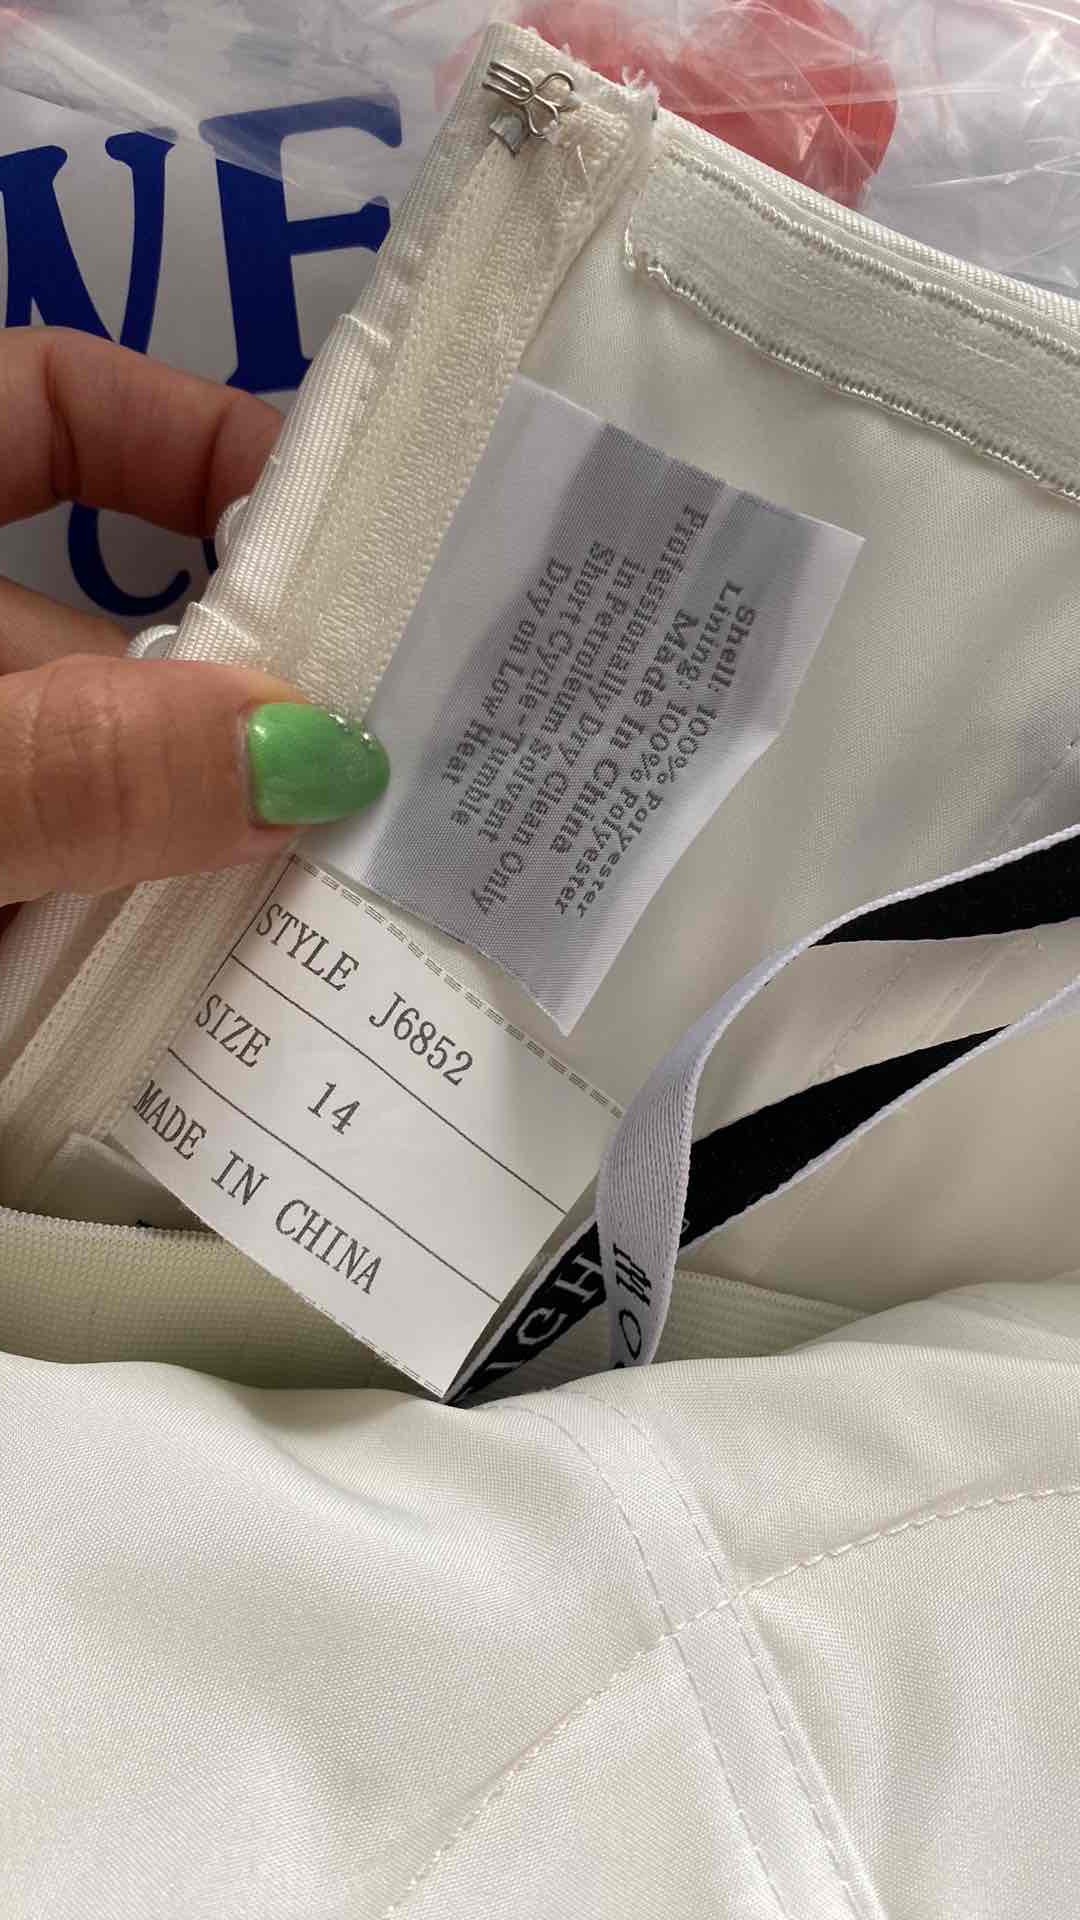 Shell: 100% Polyester
Lining: 100% Polyester
Mg: Made In China
Professionally Dry Clean Only
in Petroleum Solvent
Short Cycle-Tumble
Dry on Low Heat
STYLE J6852
SIZE 14
MADE IN CHINA